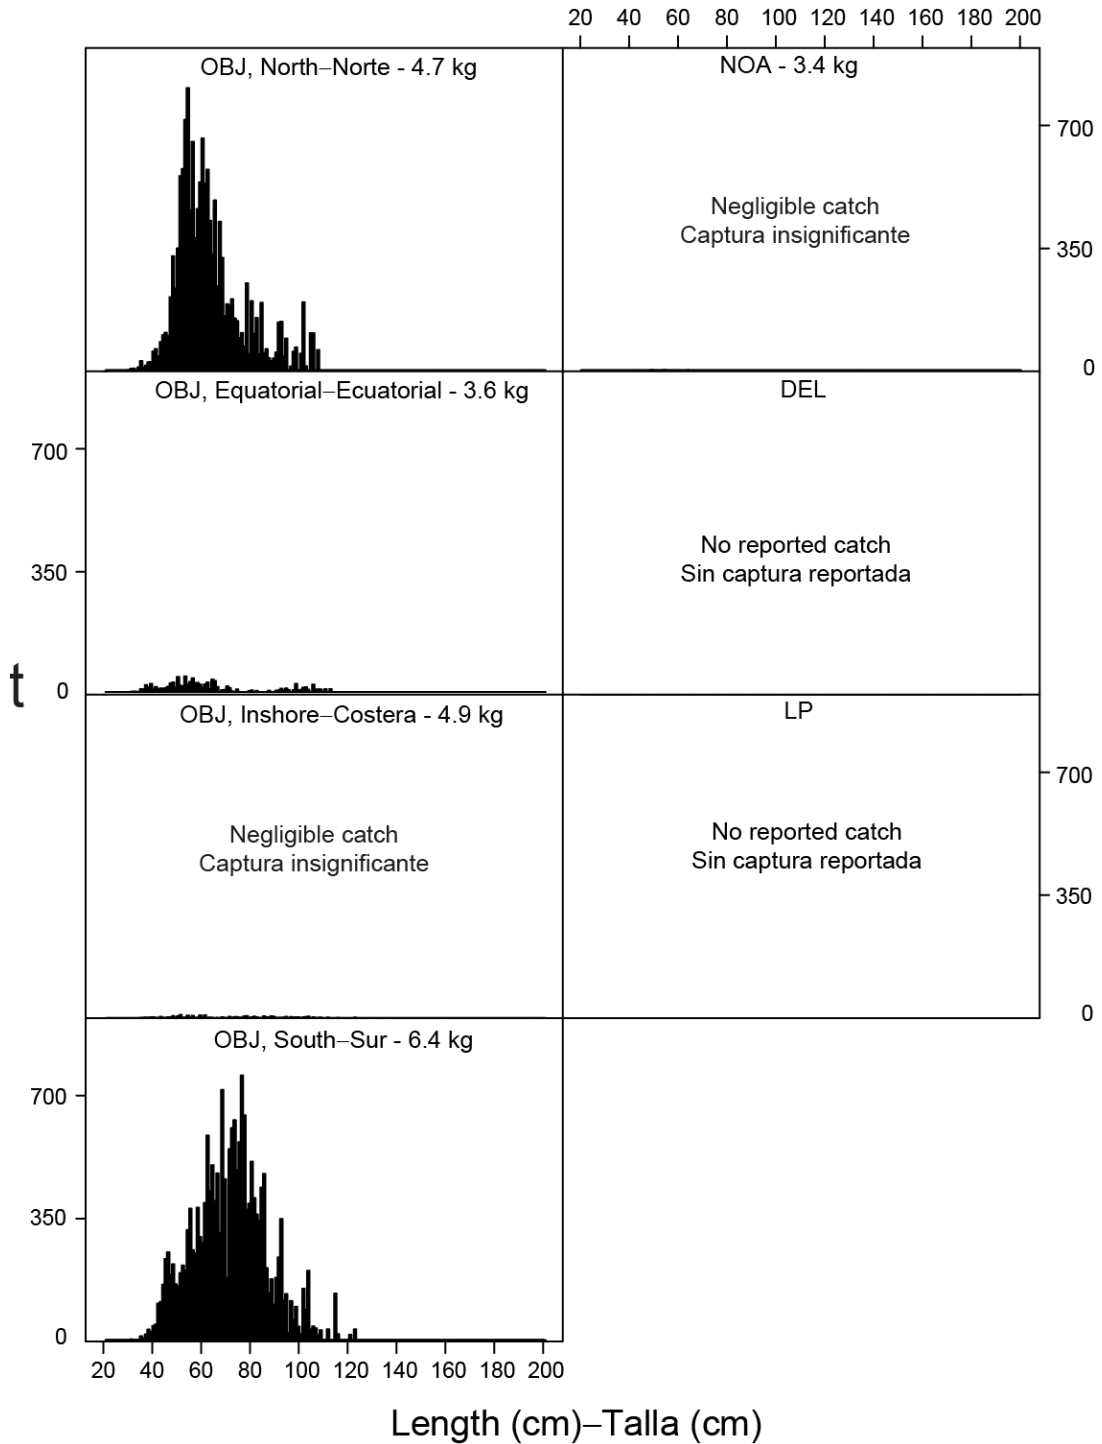 20 40 60 80 100 120 140 160 180 200
OBJ, North–Norte - 4.7 kg
NOA - 3.4 kg
Negligible catch
Captura insignificante
700
350
0
OBJ, Equatorial–Ecuatorial - 3.6 kg
700
350
0
DEL
No reported catch
Sin captura reportada
t
OBJ, Inshore–Costera - 4.9 kg
Negligible catch
Captura insignificante
LP
No reported catch
Sin captura reportada
700
350
0
OBJ, South–Sur - 6.4 kg
700
350
0
20 40 60 80 100 120 140 160 180 200
Length (cm)–Talla (cm)